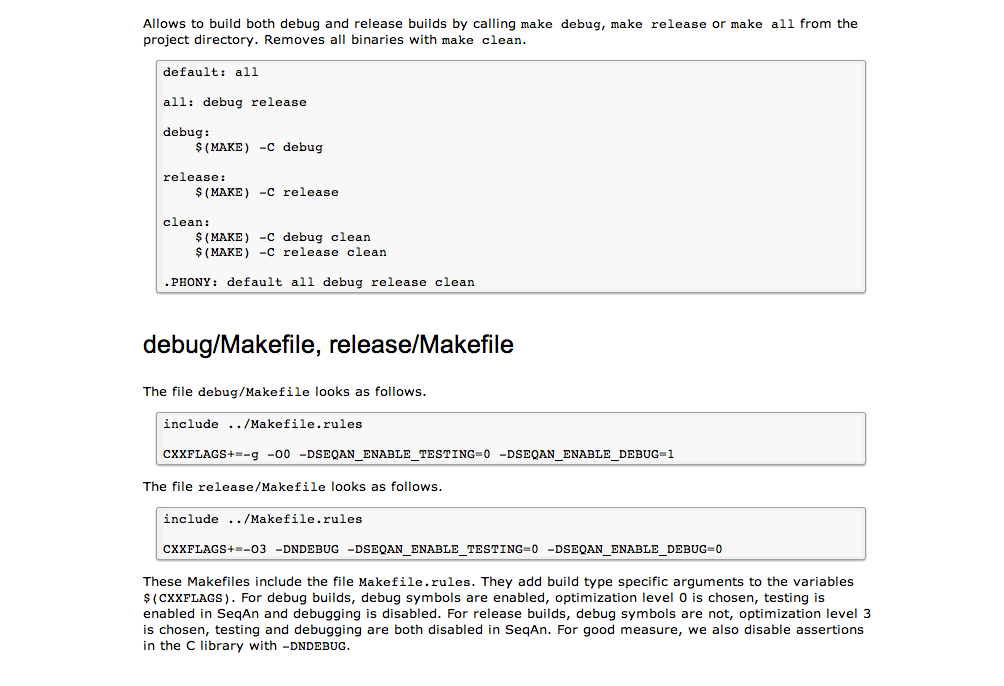 Allows to build both debug and release builds by calling make debug, make release or make all from the
project directory. Removes all binaries with make clean.
default: all
all: debug release
debug:
    $(MAKE) -C debug
release:
    $(MAKE) -C release
clean:
    $(MAKE) -C debug clean
    $(MAKE) -C release clean
.PHONY: default all debug release clean
debug/Makefile, release/Makefile
The file debug/Makefile looks as follows.
include ../Makefile.rules
CXXFLAGS+=-g -O0 -DSEQAN_ENABLE_TESTING=0 -DSEQAN_ENABLE_DEBUG=1
The file release/Makefile looks as follows.
include ../Makefile.rules
CXXFLAGS+=-O3 -DNDEBUG -DSEQAN_ENABLE_TESTING=0 -DSEQAN_ENABLE_DEBUG=0
These Makefiles include the file Makefile.rules. They add build type specific arguments to the variables
$(CXXFLAGS). For debug builds, debug symbols are enabled, optimization level 0 is chosen, testing is
enabled in SeqAn and debugging is disabled. For release builds, debug symbols are not, optimization level 3
is chosen, testing and debugging are both disabled in SeqAn. For good measure, we also disable assertions
in the C library with -DNDEBUG.